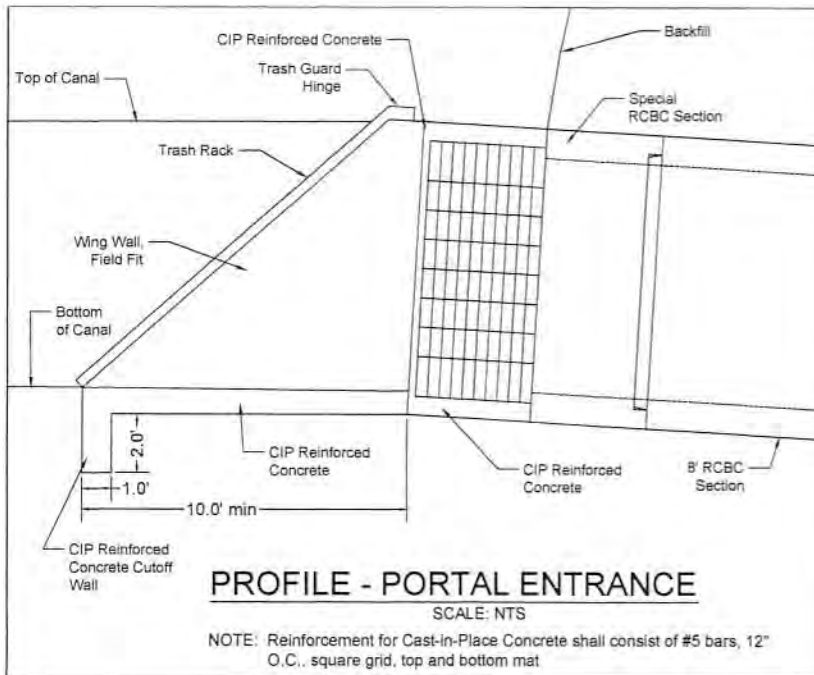 CIP Reinforced Concrete
Backfill
Trash Guard
Hinge
Top of Canal
Special
RCBC Section
Trash Rack
Wing Wall,
Field Fit
Bottom
of Canal
2.0'
1.0'
CIP Reinforced
Concrete
10.0' min
CIP Reinforced
Concrete
8' RCBC
Section
CIP Reinforced
Concrete Cutoff
Wall
PROFILE - PORTAL ENTRANCE
SCALE: NTS
NOTE: Reinforcement for Cast-in-Place Concrete shall consist of #5 bars, 12"
O.C., square grid, top and bottom mat